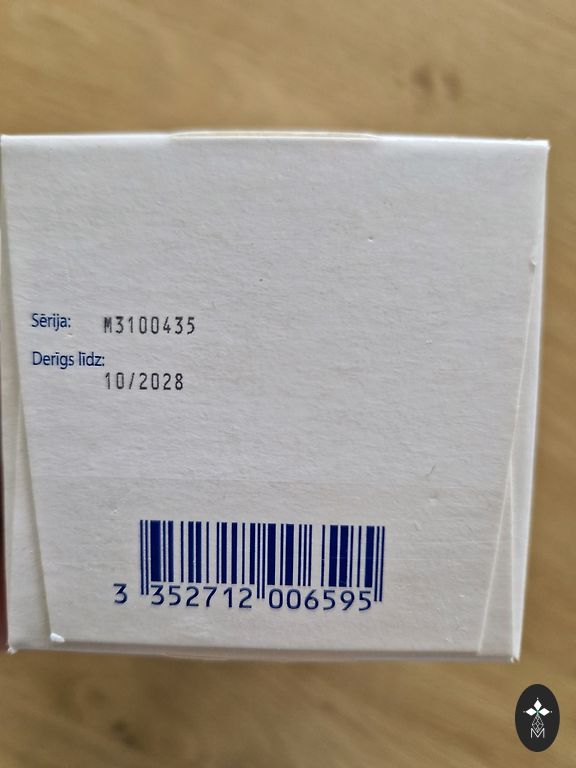 Sērija: M3100435
Derīgs līdz:
10/2028
3 352712 006595
M